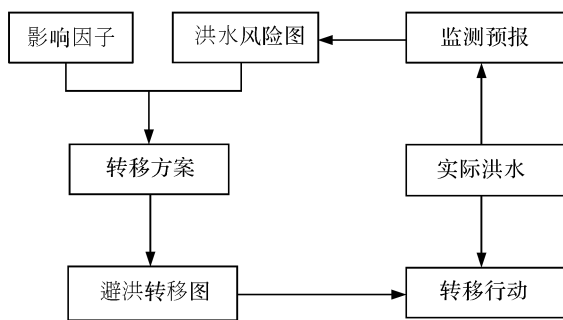 影响因子
洪水风险图
监测预报
转移方案
实际洪水
避洪转移图
转移行动